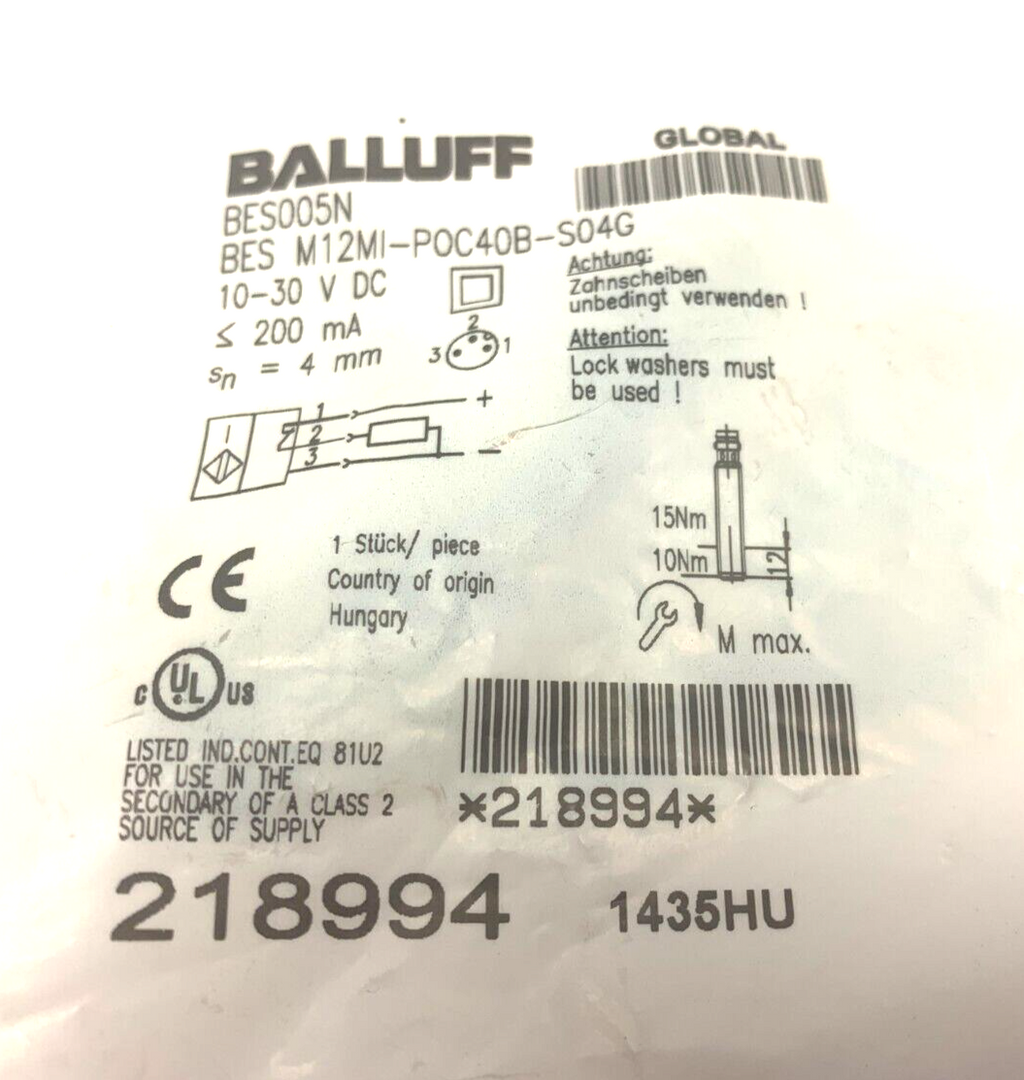 BALLUFF
GLOBAL
BES005N
BES M12MI-POC40B-S04G
10-30 V DC
≤ 200 mA
sn = 4 mm
2
3 1
Achtung:
Zahnscheiben
unbedingt verwenden !
Attention:
Lock washers must
be used !
1 +
2
3 −
15Nm
10Nm
12
M max.
CE
1 Stück/ piece
Country of origin
Hungary
C UL US
LISTED IND.CONT.EQ 81U2
FOR USE IN THE
SECONDARY OF A CLASS 2
SOURCE OF SUPPLY
*218994*
218994
1435HU